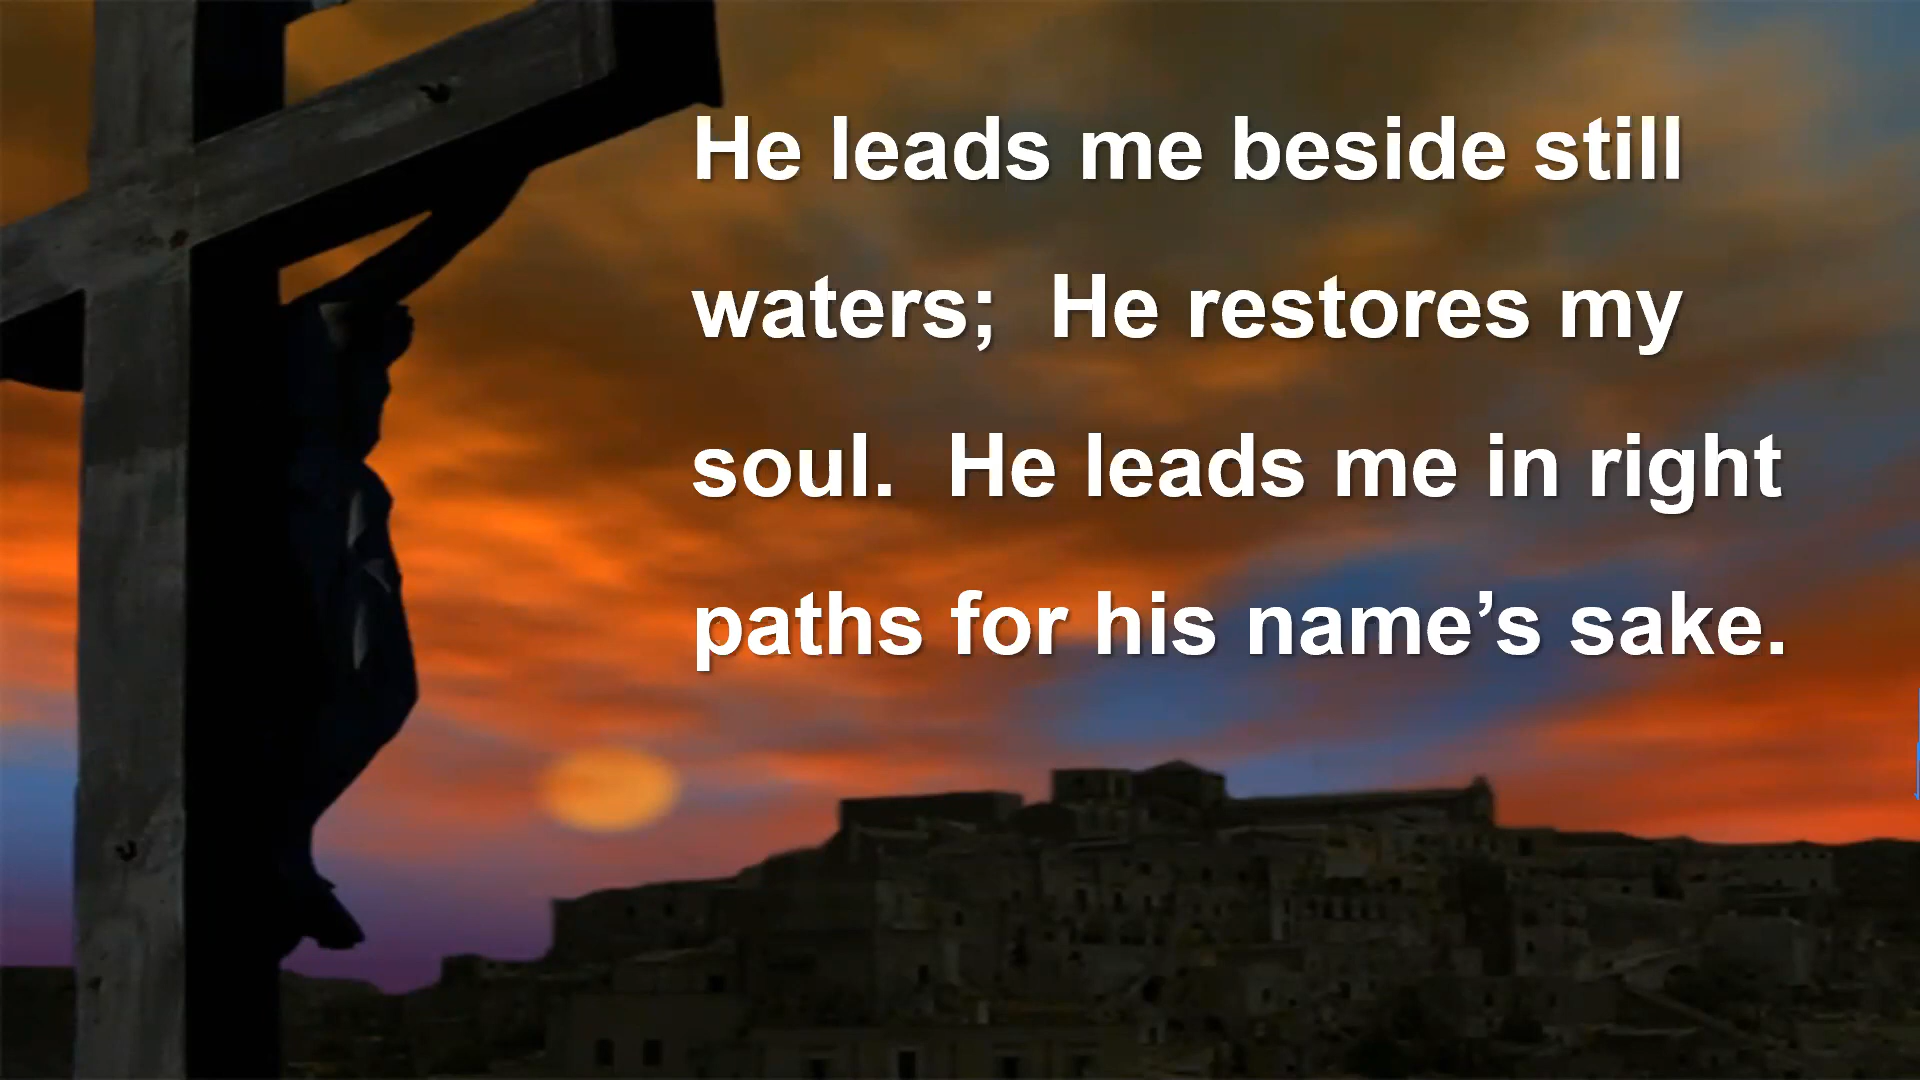 He leads me beside still
waters;  He restores my
soul.  He leads me in right
paths for his name’s sake.